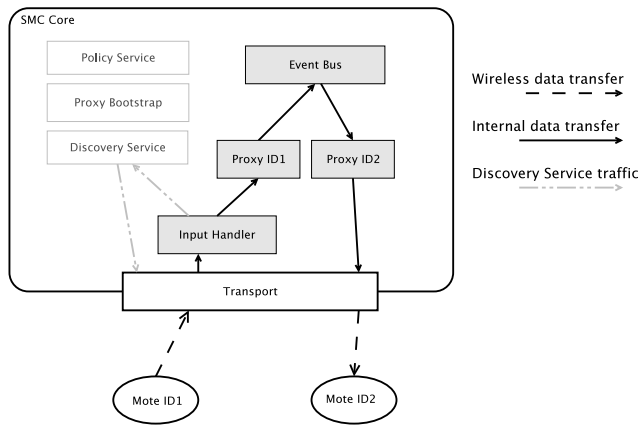 SMC Core
Policy Service
Event Bus
Wireless data transfer
Proxy Bootstrap
Internal data transfer
Discovery Service
Proxy ID1
Proxy ID2
Discovery Service traffic
Input Handler
Transport
Mote ID1
Mote ID2